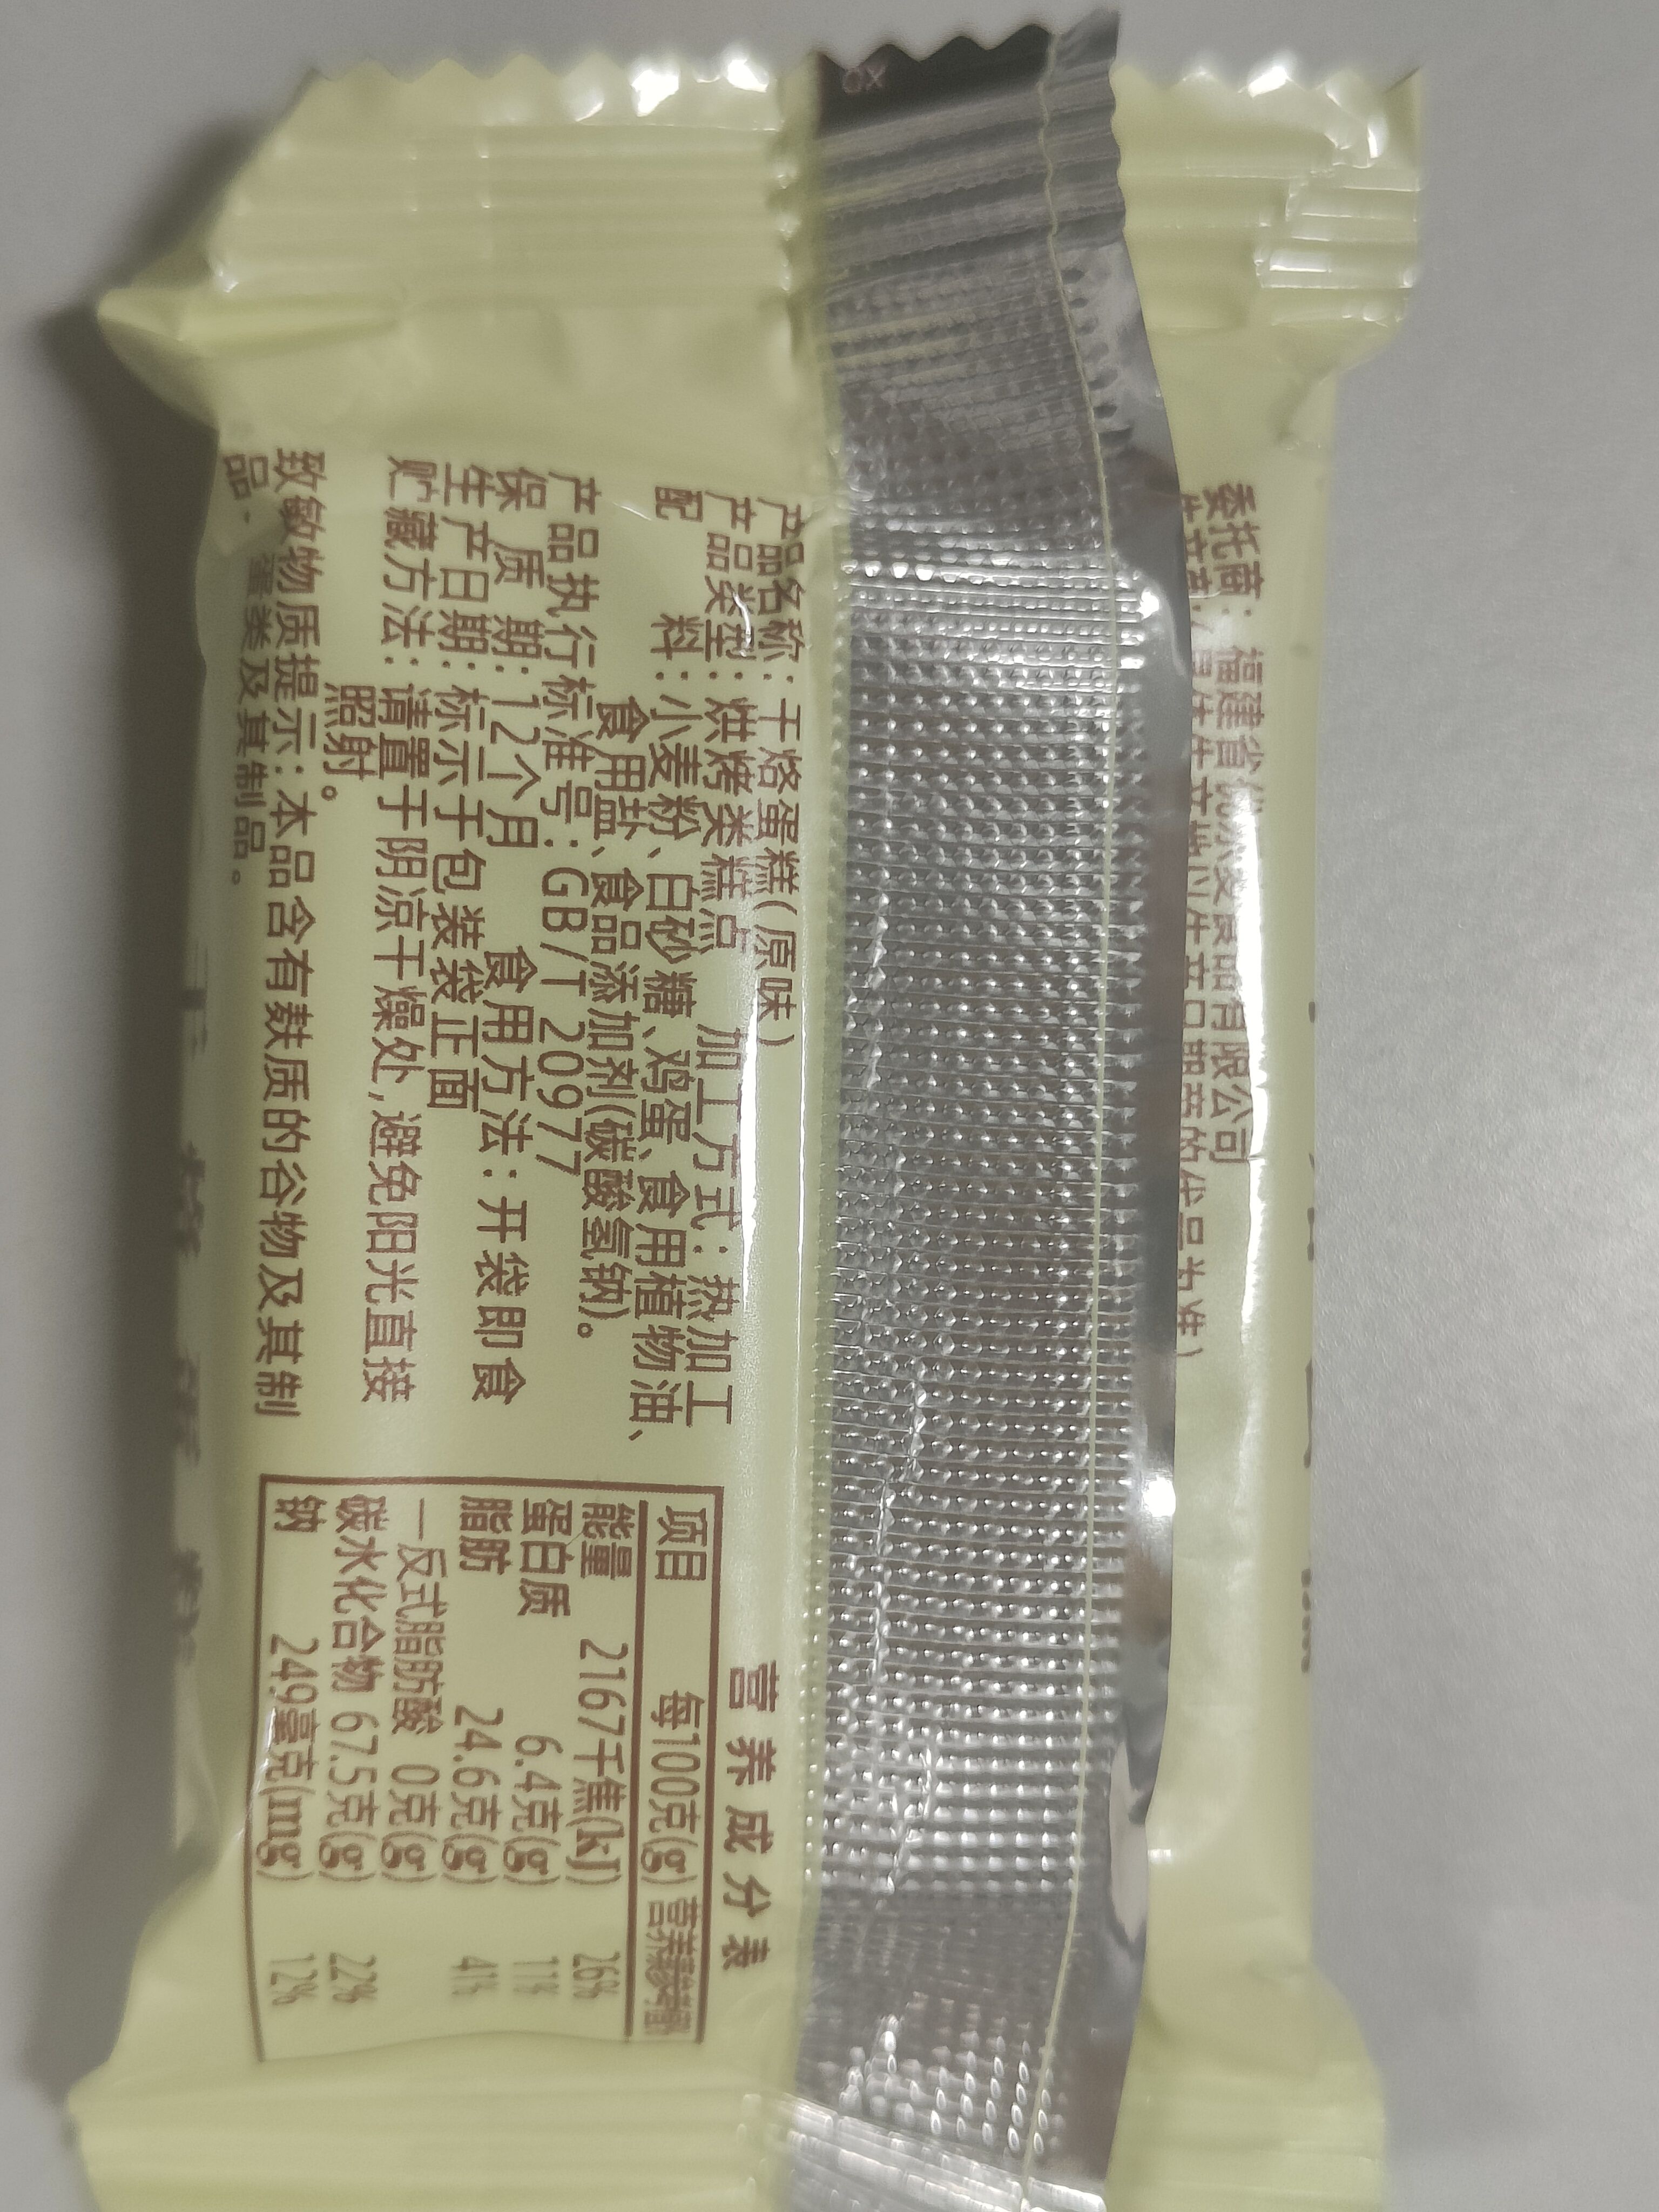 委托商：福建省
食品有限公司
产品名称：干烙蛋糕(原味)
产品类型：烘烤类糕点 加工方式：热加工
配料：小麦粉、白砂糖、鸡蛋、食用植物油、
食用盐、食品添加剂(碳酸氢钠)。
产品执行标准号：GB/T 20977
保质期：12个月 食用方法：开袋即食
生产日期：标示于包装袋正面
贮藏方法：请置于阴凉干燥处,避免阳光直接
照射。
致敏物质提示：本品含有麸质的谷物及其制
品、蛋类及其制品。
营养成分表
项目 每100克(g) 营养素参考值%
能量 2167千焦(kJ) 26%
蛋白质 6.4克(g) 11%
脂肪 24.6克(g) 41%
一反式脂肪酸 0克(g)
碳水化合物 67.5克(g) 22%
钠 249毫克(mg) 12%